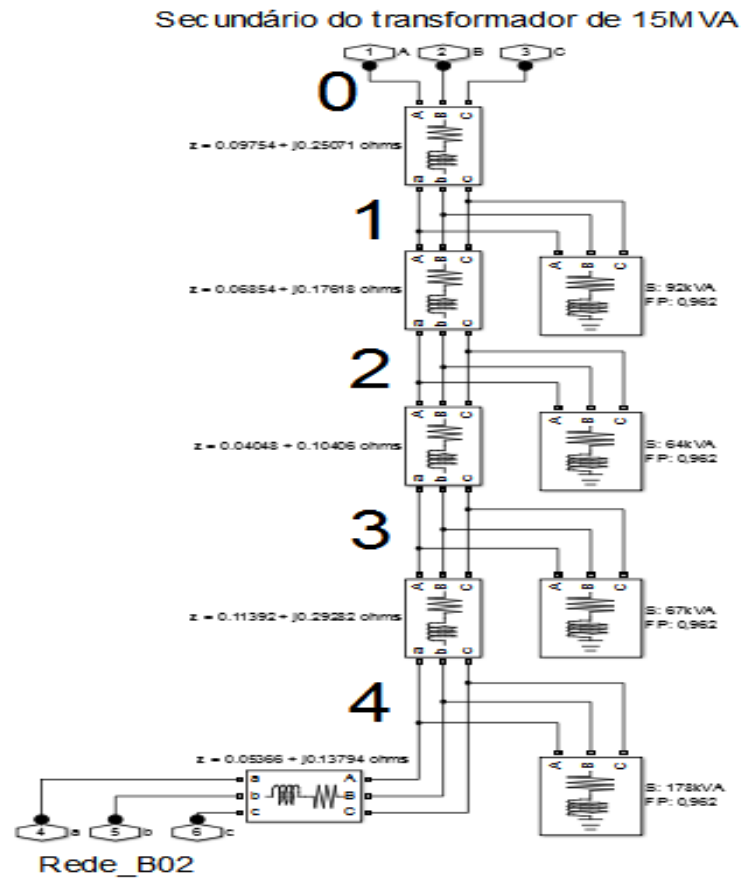 Secundário do transformador de 15MVA
1 A 2 B 3 C
0
A B C
z = 0.09754+ j0.25071 ohms
a b c
1
A B C
A B C
z = 0.06854+ j0.17618 ohms
S: 92kVA
FP: 0,962
a b c
2
A B C
A B C
z = 0.04048 + 0.10406 ohms
S: 64kVA
FP: 0,962
a b c
3
A B C
A B C
z = 0.11392+ j0.29282 ohms
S: 67kVA
FP: 0,962
a b c
4
z = 0.05366 + j0.13794 ohms
A B C
a A
b B
c C
S: 178kVA
FP: 0,962
4 a 5 b 6 c
Rede_B02